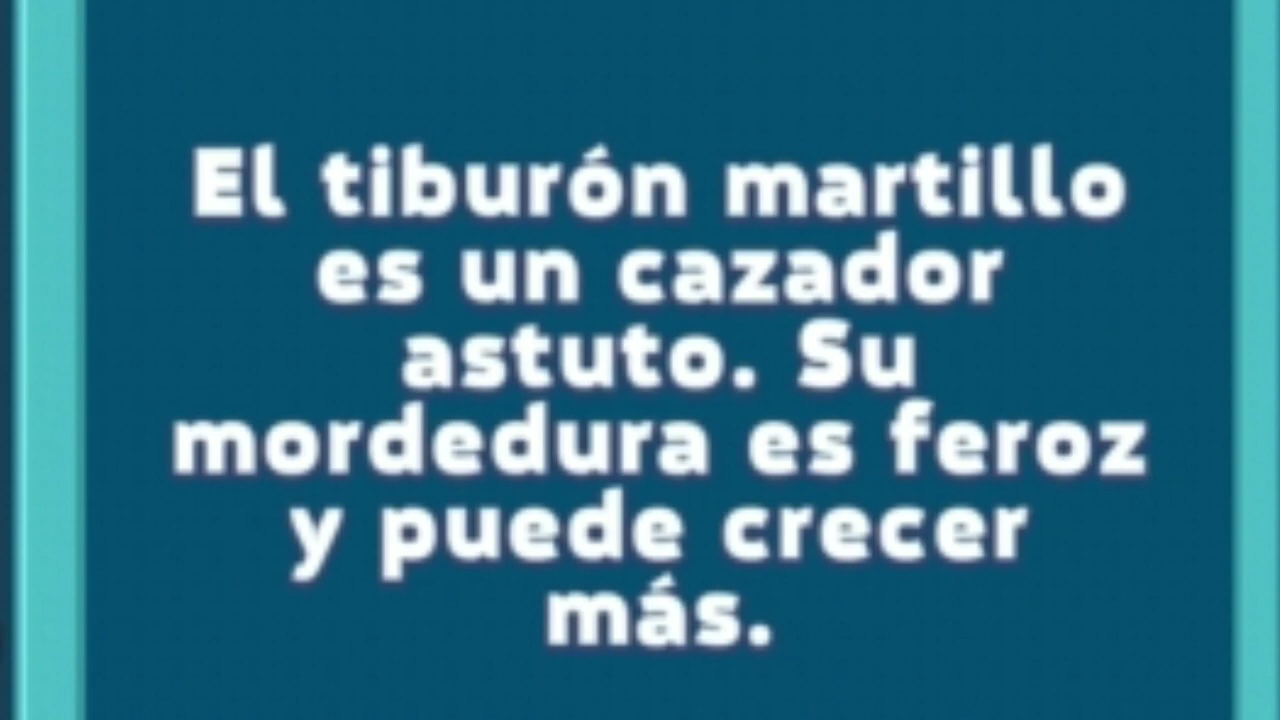 El tiburón martillo
es un cazador
astuto. Su
mordedura es feroz
y puede crecer
más.